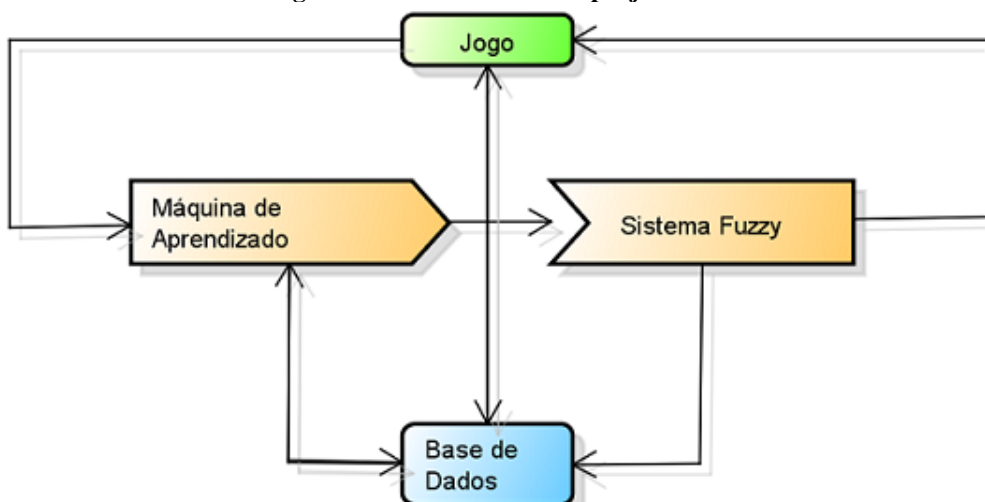 Jogo
Máquina de
Aprendizado
Sistema Fuzzy
Base de
Dados